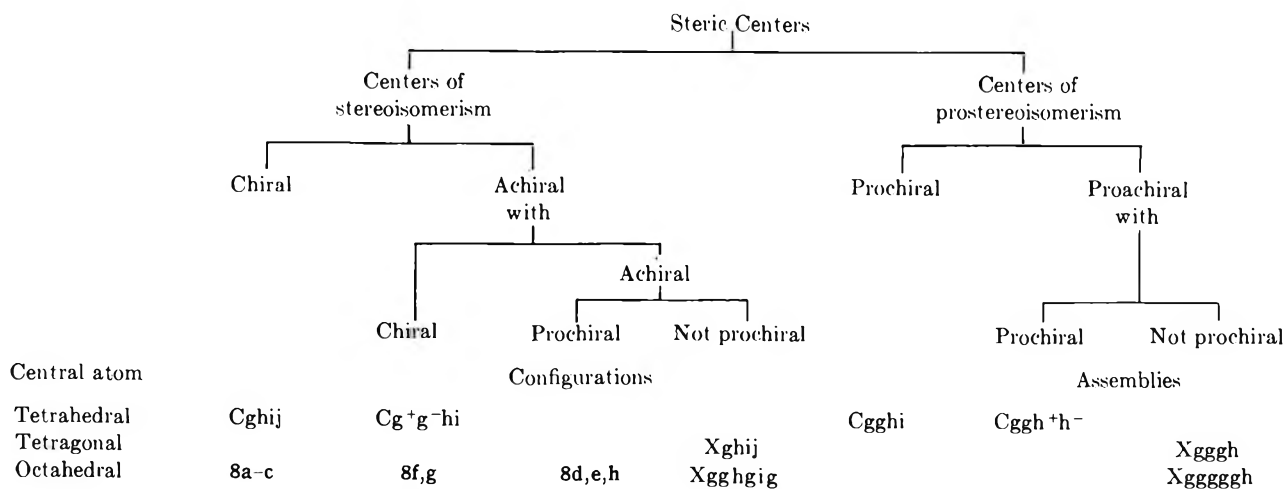 Steric Centers
Centers of
stereoisomerism
Centers of
prostereoisomerism
Chiral
Achiral
with
Prochiral
Proachiral
with
Achiral
Chiral
Prochiral
Not prochiral
Prochiral
Not prochiral
Central atom
Configurations
Assemblies
Tetrahedral Cghij Cg⁺g⁻hi Cgghi Cggh⁺h⁻
Tetragonal Xghij Xgggh
Octahedral 8a-c 8f,g 8d,e,h Xgghgig Xgggggh